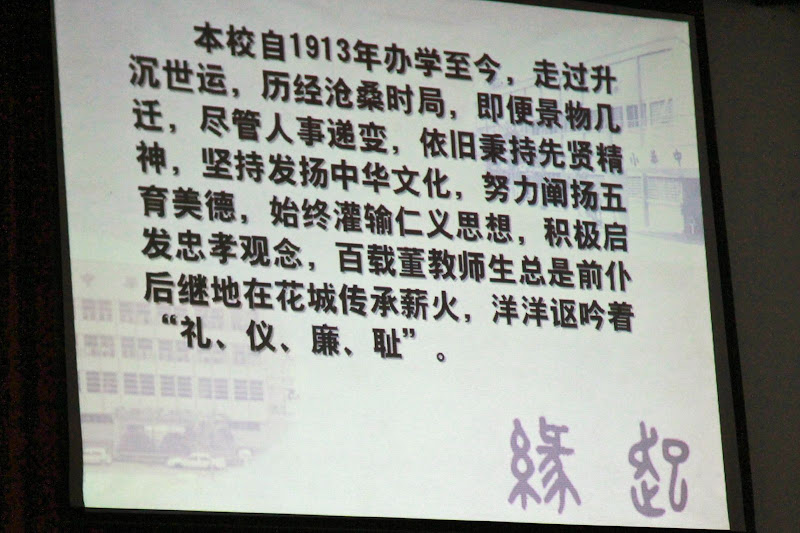 本校自1913年办学至今，走过升
沉世运，历经沧桑时局，即便景物几
迁，尽管人事递变，依旧秉持先贤精
神，坚持发扬中华文化，努力阐扬五
育美德，始终灌输仁义思想，积极启
发忠孝观念，百载董教师生总是前仆
后继地在花城传承薪火，洋洋讴吟着
“礼、仪、廉、耻”。
緣 起